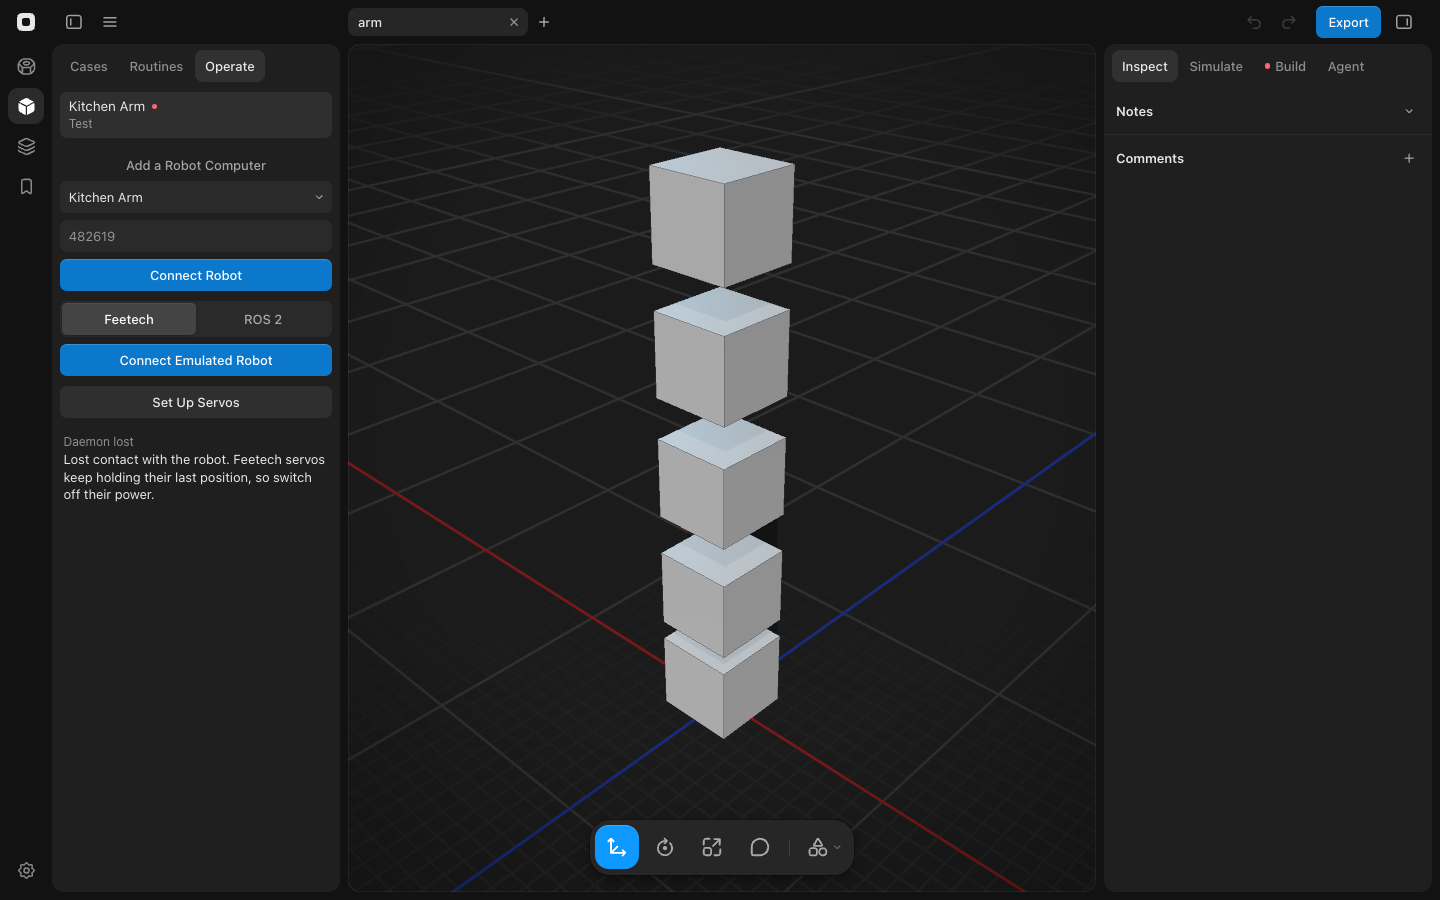 arm
Export
Cases Routines Operate
Kitchen Arm
Test
Add a Robot Computer
Kitchen Arm
482619
Connect Robot
Feetech ROS 2
Connect Emulated Robot
Set Up Servos
Daemon lost
Lost contact with the robot. Feetech servos
keep holding their last position, so switch
off their power.
Inspect Simulate Build Agent
Notes
Comments